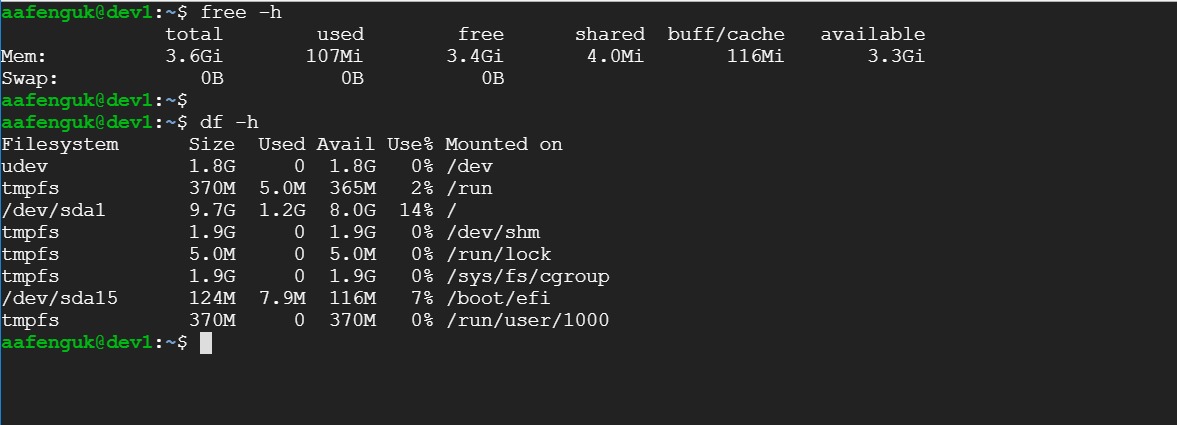 aafenguk@dev1:~$ free -h
              total        used        free      shared  buff/cache   available
Mem:          3.6Gi       107Mi       3.4Gi       4.0Mi       116Mi       3.3Gi
Swap:            0B          0B          0B
aafenguk@dev1:~$
aafenguk@dev1:~$ df -h
Filesystem      Size  Used Avail Use% Mounted on
udev            1.8G     0  1.8G   0% /dev
tmpfs           370M  5.0M  365M   2% /run
/dev/sda1       9.7G  1.2G  8.0G  14% /
tmpfs           1.9G     0  1.9G   0% /dev/shm
tmpfs           5.0M     0  5.0M   0% /run/lock
tmpfs           1.9G     0  1.9G   0% /sys/fs/cgroup
/dev/sda15      124M  7.9M  116M   7% /boot/efi
tmpfs           370M     0  370M   0% /run/user/1000
aafenguk@dev1:~$